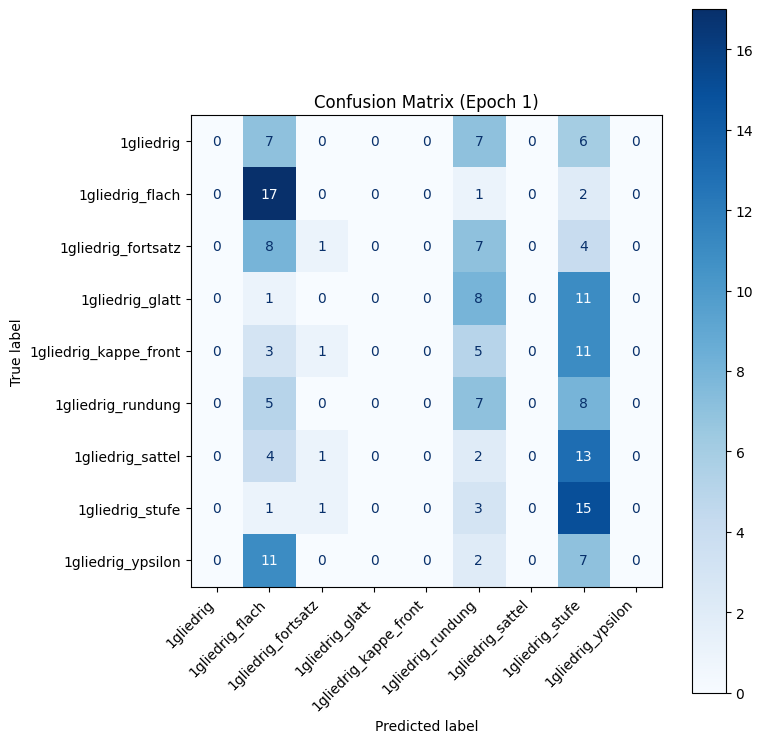 Confusion Matrix (Epoch 1)
True label
1gliedrig 0 7 0 0 0 7 0 6 0
1gliedrig_flach 0 17 0 0 0 1 0 2 0
1gliedrig_fortsatz 0 8 1 0 0 7 0 4 0
1gliedrig_glatt 0 1 0 0 0 8 0 11 0
1gliedrig_kappe_front 0 3 1 0 0 5 0 11 0
1gliedrig_rundung 0 5 0 0 0 7 0 8 0
1gliedrig_sattel 0 4 1 0 0 2 0 13 0
1gliedrig_stufe 0 1 1 0 0 3 0 15 0
1gliedrig_ypsilon 0 11 0 0 0 2 0 7 0
1gliedrig
1gliedrig_flach
1gliedrig_fortsatz
1gliedrig_glatt
1gliedrig_kappe_front
1gliedrig_rundung
1gliedrig_sattel
1gliedrig_stufe
1gliedrig_ypsilon
Predicted label
16
14
12
10
8
6
4
2
0